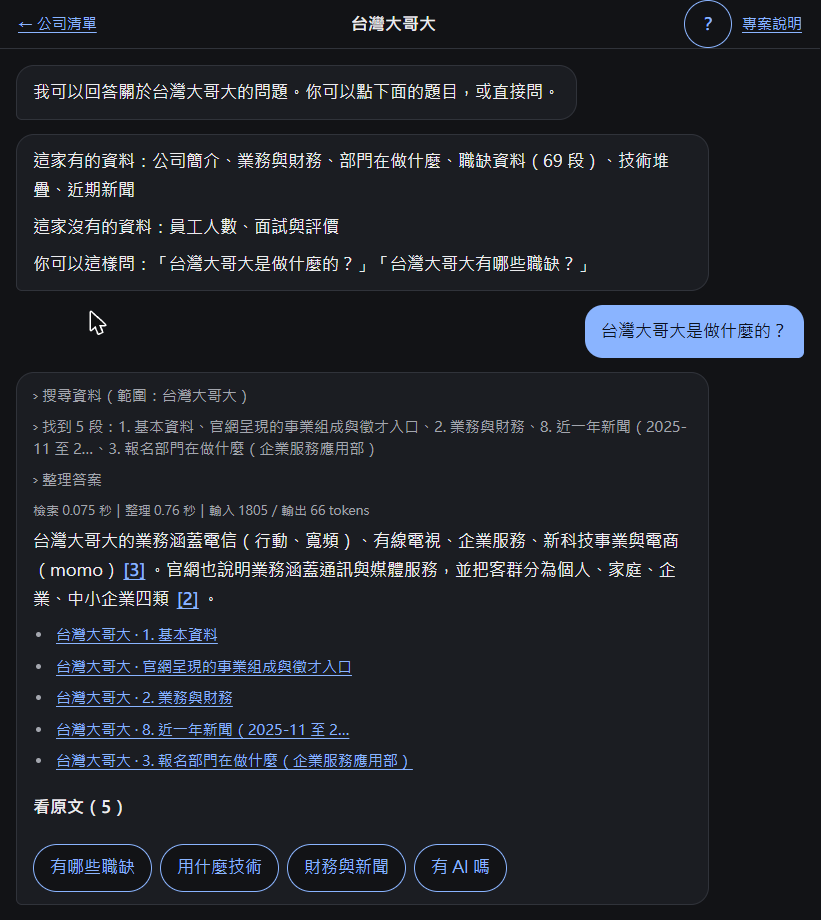 ← 公司清單
台灣大哥大
?
專案說明
我可以回答關於台灣大哥大的問題。你可以點下面的題目，或直接問。
這家有的資料：公司簡介、業務與財務、部門在做什麼、職缺資料（69 段）、技術堆
疊、近期新聞
這家沒有的資料：員工人數、面試與評價
你可以這樣問：「台灣大哥大是做什麼的？」「台灣大哥大有哪些職缺？」
台灣大哥大是做什麼的？
› 搜尋資料（範圍：台灣大哥大）
› 找到 5 段：1. 基本資料、官網呈現的事業組成與徵才入口、2. 業務與財務、8. 近一年新聞（2025-
11 至 2...、3. 報名部門在做什麼（企業服務應用部）
› 整理答案
檢索 0.075 秒 | 整理 0.76 秒 | 輸入 1805 / 輸出 66 tokens
台灣大哥大的業務涵蓋電信（行動、寬頻）、有線電視、企業服務、新科技事業與電商
（momo）[3] 。官網也說明業務涵蓋通訊與媒體服務，並把客群分為個人、家庭、企
業、中小企業四類 [2] 。
• 台灣大哥大 · 1. 基本資料
• 台灣大哥大 · 官網呈現的事業組成與徵才入口
• 台灣大哥大 · 2. 業務與財務
• 台灣大哥大 · 8. 近一年新聞（2025-11 至 2...
• 台灣大哥大 · 3. 報名部門在做什麼（企業服務應用部）
看原文（5）
有哪些職缺
用什麼技術
財務與新聞
有 AI 嗎